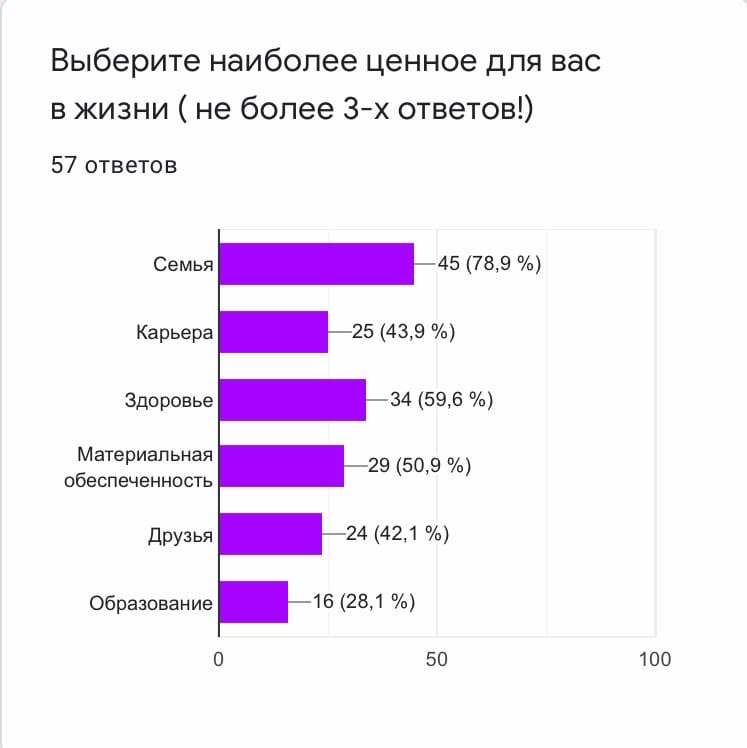 Выберите наиболее ценное для вас
в жизни ( не более 3-х ответов!)
57 ответов
Семья
45 (78,9 %)
Карьера
25 (43,9 %)
Здоровье
34 (59,6 %)
Материальная
обеспеченность
29 (50,9 %)
Друзья
24 (42,1 %)
Образование
16 (28,1 %)
0
50
100